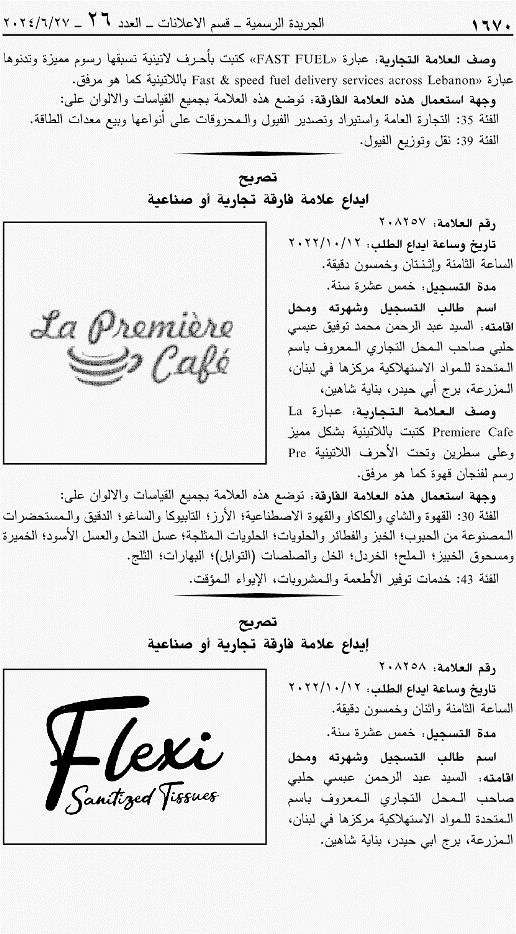 ١٦٧٠ الجريدة الرسمية – قسم الاعلانات – العدد ٢٦ – ٢٠٢٤/٦/٢٧
وصف العلامة التجارية: عبارة «FAST FUEL» كتبت بأحرف لاتينية تسبقها رسوم مميزة وتدنوها
عبارة «Fast & speed fuel delivery services across Lebanon» باللاتينية كما هو مرفق.
وجهة استعمال هذه العلامة الفارقة: توضع هذه العلامة بجميع القياسات والالوان على:
الفئة 35: التجارة العامة واستيراد وتصدير الفيول والمحروقات على أنواعها وبيع معدات الطاقة.
الفئة 39: نقل وتوزيع الفيول.
تصريح
ايداع علامة فارقة تجارية أو صناعية
رقم العلامة: ٢٠٨٢٥٧
تاريخ وساعة ايداع الطلب: ٢٠٢٢/١٠/١٢
الساعة الثامنة وإثنتان وخمسون دقيقة.
مدة التسجيل: خمس عشرة سنة.
اسم طالب التسجيل وشهرته ومحل
اقامته: السيد عبد الرحمن محمد توفيق عبسي
حلبي صاحب المحل التجاري المعروف باسم
المتحدة للمواد الاستهلاكية مركزها في لبنان،
المزرعة، برج أبي حيدر، بناية شاهين،
وصف العلامة التجارية: عبارة La
Premiere Cafe كتبت باللاتينية بشكل مميز
وعلى سطرين وتحت الأحرف اللاتينية Pre
رسم لفنجان قهوة كما هو مرفق.
La Première
Café
وجهة استعمال هذه العلامة الفارقة: توضع هذه العلامة بجميع القياسات والالوان على:
الفئة 30: القهوة والشاي والكاكاو والقهوة الاصطناعية؛ الأرز؛ التابيوكا والساغو؛ الدقيق والمستحضرات
المصنوعة من الحبوب؛ الخبز والفطائر والحلويات؛ الحلويات المثلجة؛ عسل النحل والعسل الأسود؛ الخميرة
ومسحوق الخبيز؛ الملح؛ الخردل؛ الخل والصلصات (التوابل)؛ البهارات؛ الثلج.
الفئة 43: خدمات توفير الأطعمة والمشروبات، الإيواء المؤقت.
تصريح
إيداع علامة فارقة تجارية أو صناعية
رقم العلامة: ٢٠٨٢٥٨
تاريخ وساعة ايداع الطلب: ٢٠٢٢/١٠/١٢
الساعة الثامنة واثنان وخمسون دقيقة.
مدة التسجيل: خمس عشرة سنة.
اسم طالب التسجيل وشهرته ومحل
اقامته: السيد عبد الرحمن عبسي حلبي
صاحب المحل التجاري المعروف باسم
المتحدة للمواد الاستهلاكية مركزها في لبنان،
المزرعة، برج ابي حيدر، بناية شاهين.
Flexi
Sanitized Tissues